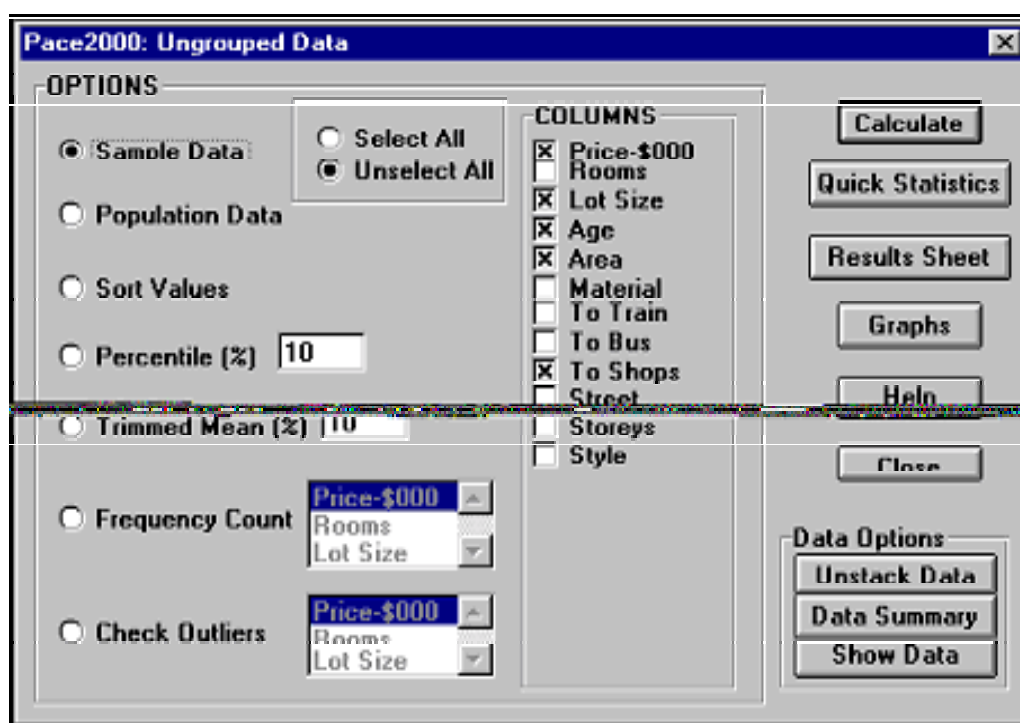 Pace2000: Ungrouped Data
OPTIONS
Sample Data
Select All
Unselect All
Population Data
Sort Values
Percentile (%) 10
Trimmed Mean (%) 10
Frequency Count
Price-$000
Rooms
Lot Size
Check Outliers
Price-$000
Rooms
Lot Size
COLUMNS
Price-$000
Rooms
Lot Size
Age
Area
Material
To Train
To Bus
To Shops
Street
Storeys
Style
Calculate
Quick Statistics
Results Sheet
Graphs
Help
Close
Data Options
Unstack Data
Data Summary
Show Data